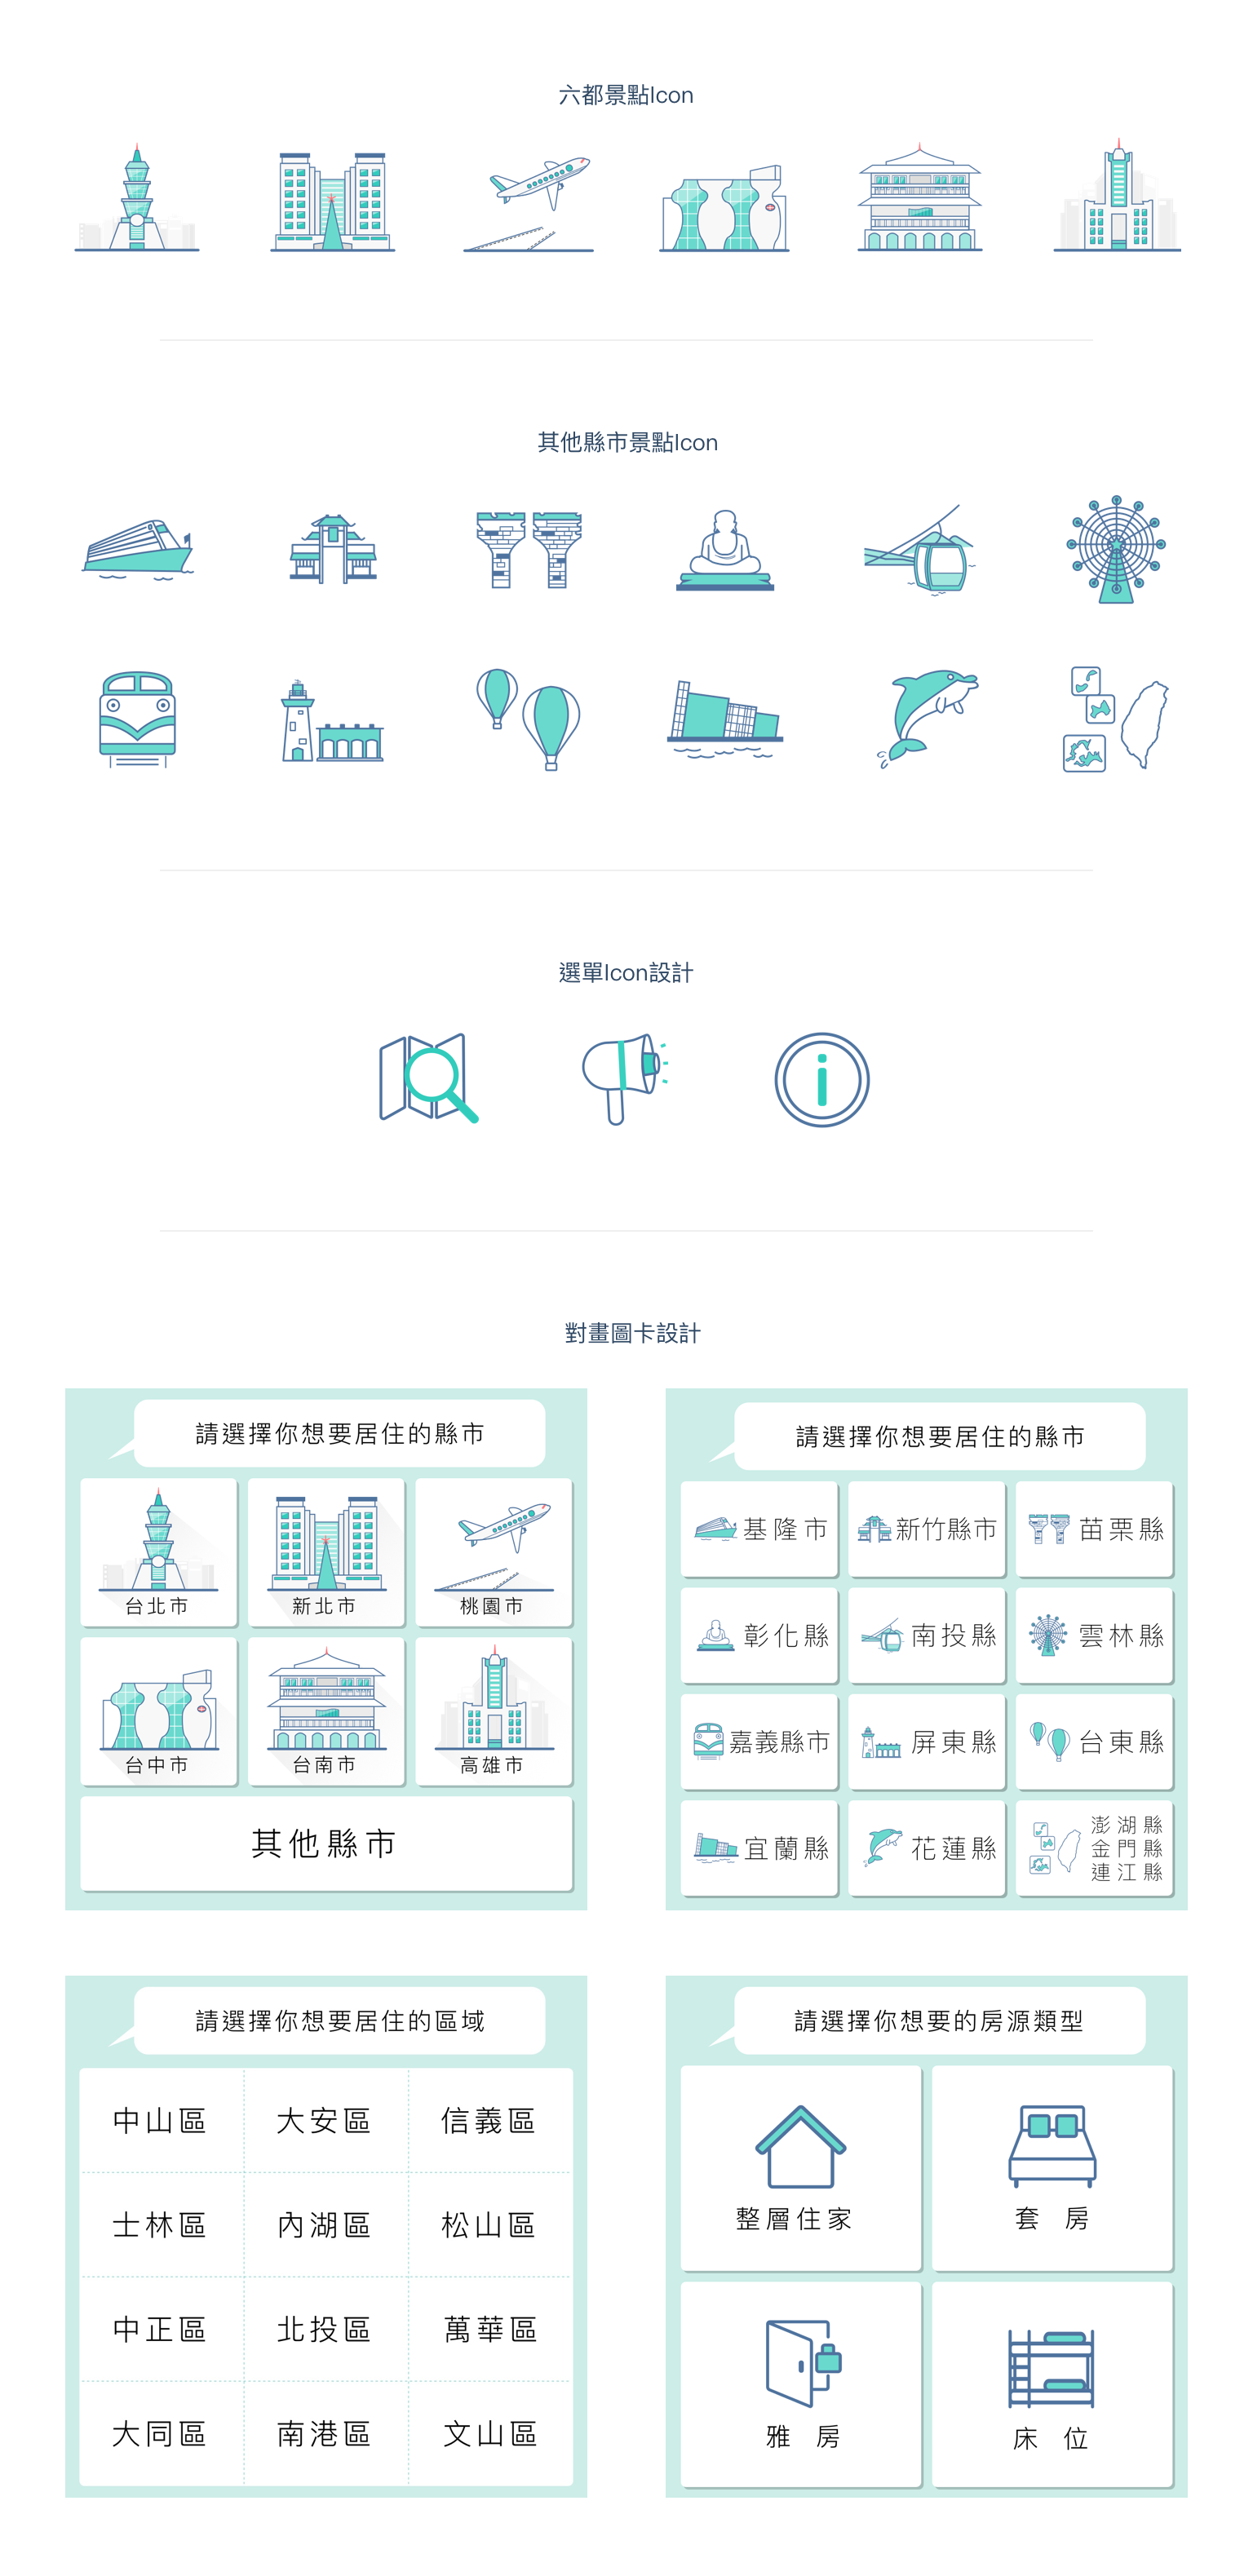 六都景點Icon
其他縣市景點Icon
選單Icon設計
對畫圖卡設計
請選擇你想要居住的縣市
台北市
新北市
桃園市
台中市
台南市
高雄市
其他縣市
請選擇你想要居住的縣市
基隆市
新竹縣市
苗栗縣
彰化縣
南投縣
雲林縣
嘉義縣市
屏東縣
台東縣
宜蘭縣
花蓮縣
澎湖縣
金門縣
連江縣
請選擇你想要居住的區域
中山區
大安區
信義區
士林區
內湖區
松山區
中正區
北投區
萬華區
大同區
南港區
文山區
請選擇你想要的房源類型
整層住家
套房
雅房
床位